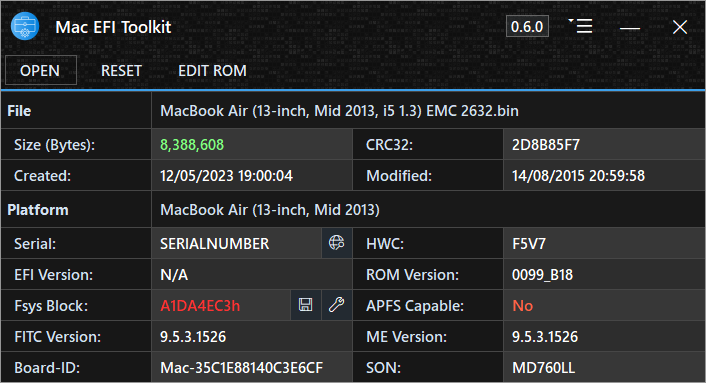 Mac EFI Toolkit 0.6.0
OPEN RESET EDIT ROM
File MacBook Air (13-inch, Mid 2013, i5 1.3) EMC 2632.bin
Size (Bytes): 8,388,608 CRC32: 2D8B85F7
Created: 12/05/2023 19:00:04 Modified: 14/08/2015 20:59:58
Platform MacBook Air (13-inch, Mid 2013)
Serial: SERIALNUMBER HWC: F5V7
EFI Version: N/A ROM Version: 0099_B18
Fsys Block: A1DA4EC3h APFS Capable: No
FITC Version: 9.5.3.1526 ME Version: 9.5.3.1526
Board-ID: Mac-35C1E88140C3E6CF SON: MD760LL